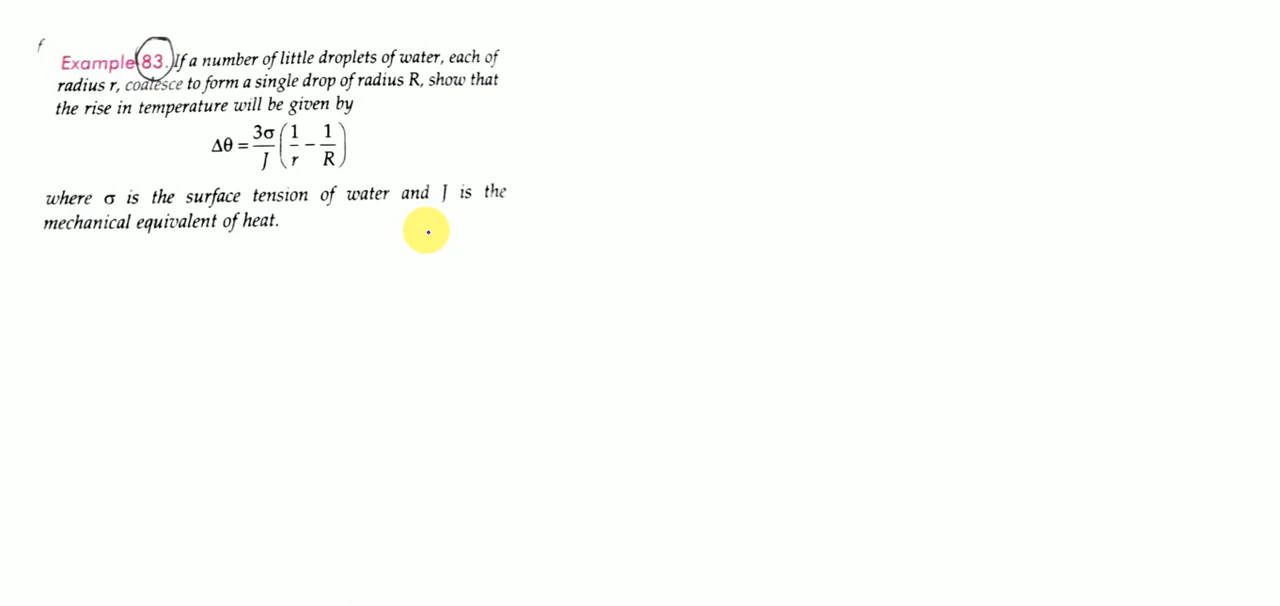 f
Example 83. If a number of little droplets of water, each of
radius r, coalesce to form a single drop of radius R, show that
the rise in temperature will be given by
Δθ = 3σ/J (1/r − 1/R)
where σ is the surface tension of water and J is the
mechanical equivalent of heat.